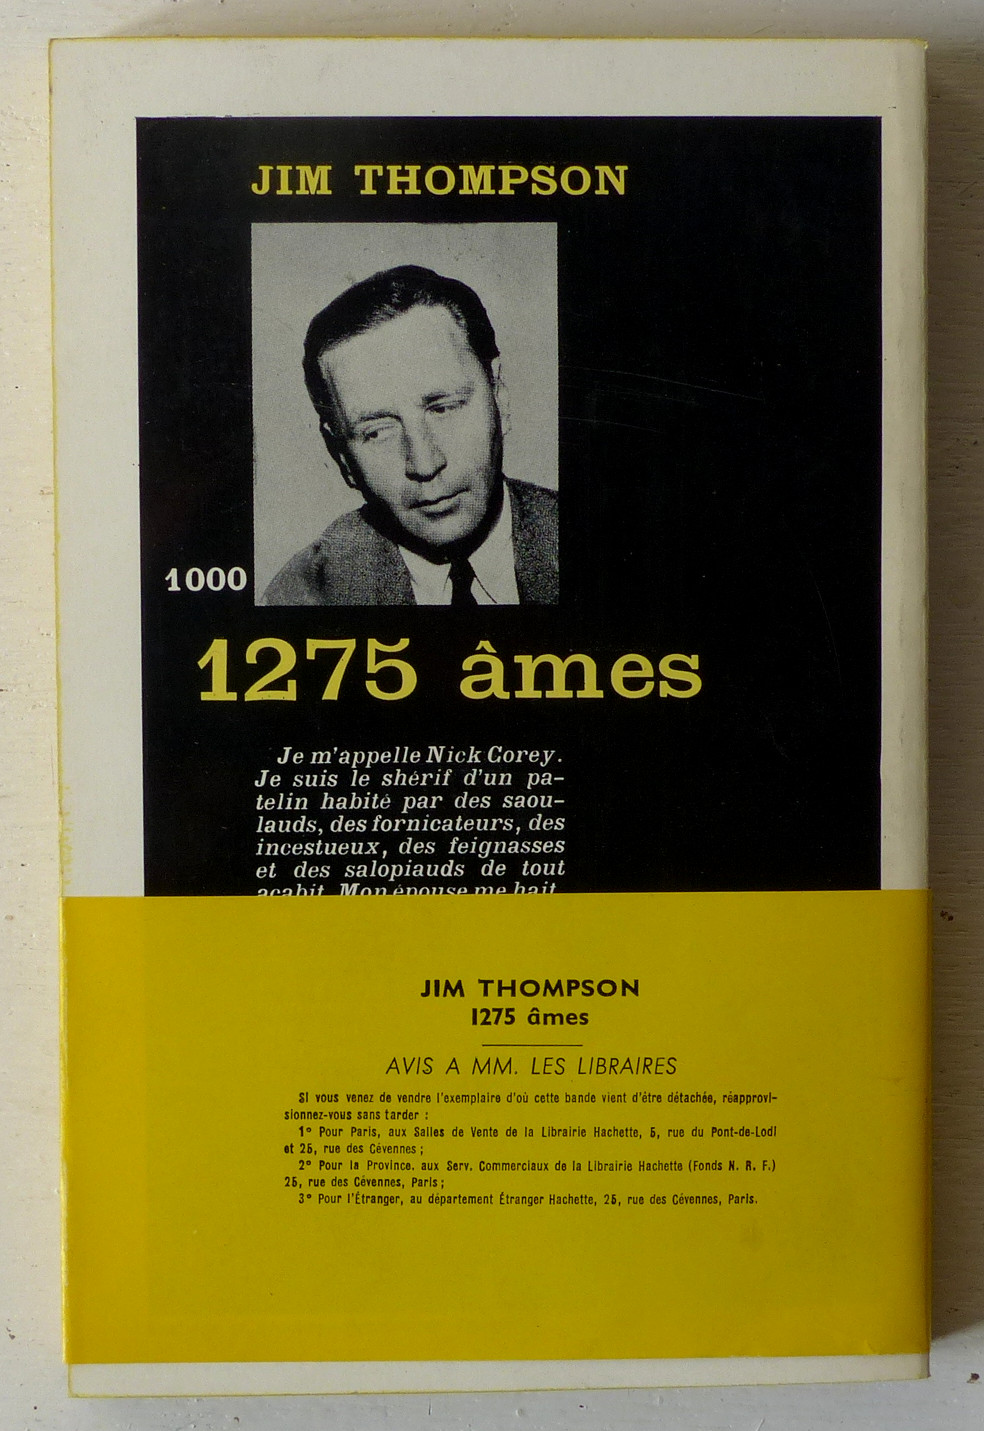 JIM THOMPSON
1000
1275 âmes
Je m'appelle Nick Corey.
Je suis le shérif d'un pa-
telin habité par des saou-
lauds, des fornicateurs, des
incestueux, des feignasses
et des salopiauds de tout
acabit. Mon épouse me hait,
JIM THOMPSON
1275 âmes
AVIS A MM. LES LIBRAIRES
Si vous venez de vendre l'exemplaire d'où cette bande vient d'être détachée, réapprovi-
sionnez-vous sans tarder :
1° Pour Paris, aux Salles de Vente de la Librairie Hachette, 5, rue du Pont-de-Lodi
et 25, rue des Cévennes ;
2° Pour la Province. aux Serv. Commerciaux de la Librairie Hachette (Fonds N. R. F.)
25, rue des Cévennes, Paris ;
3° Pour l'Étranger, au département Étranger Hachette, 25, rue des Cévennes, Paris.